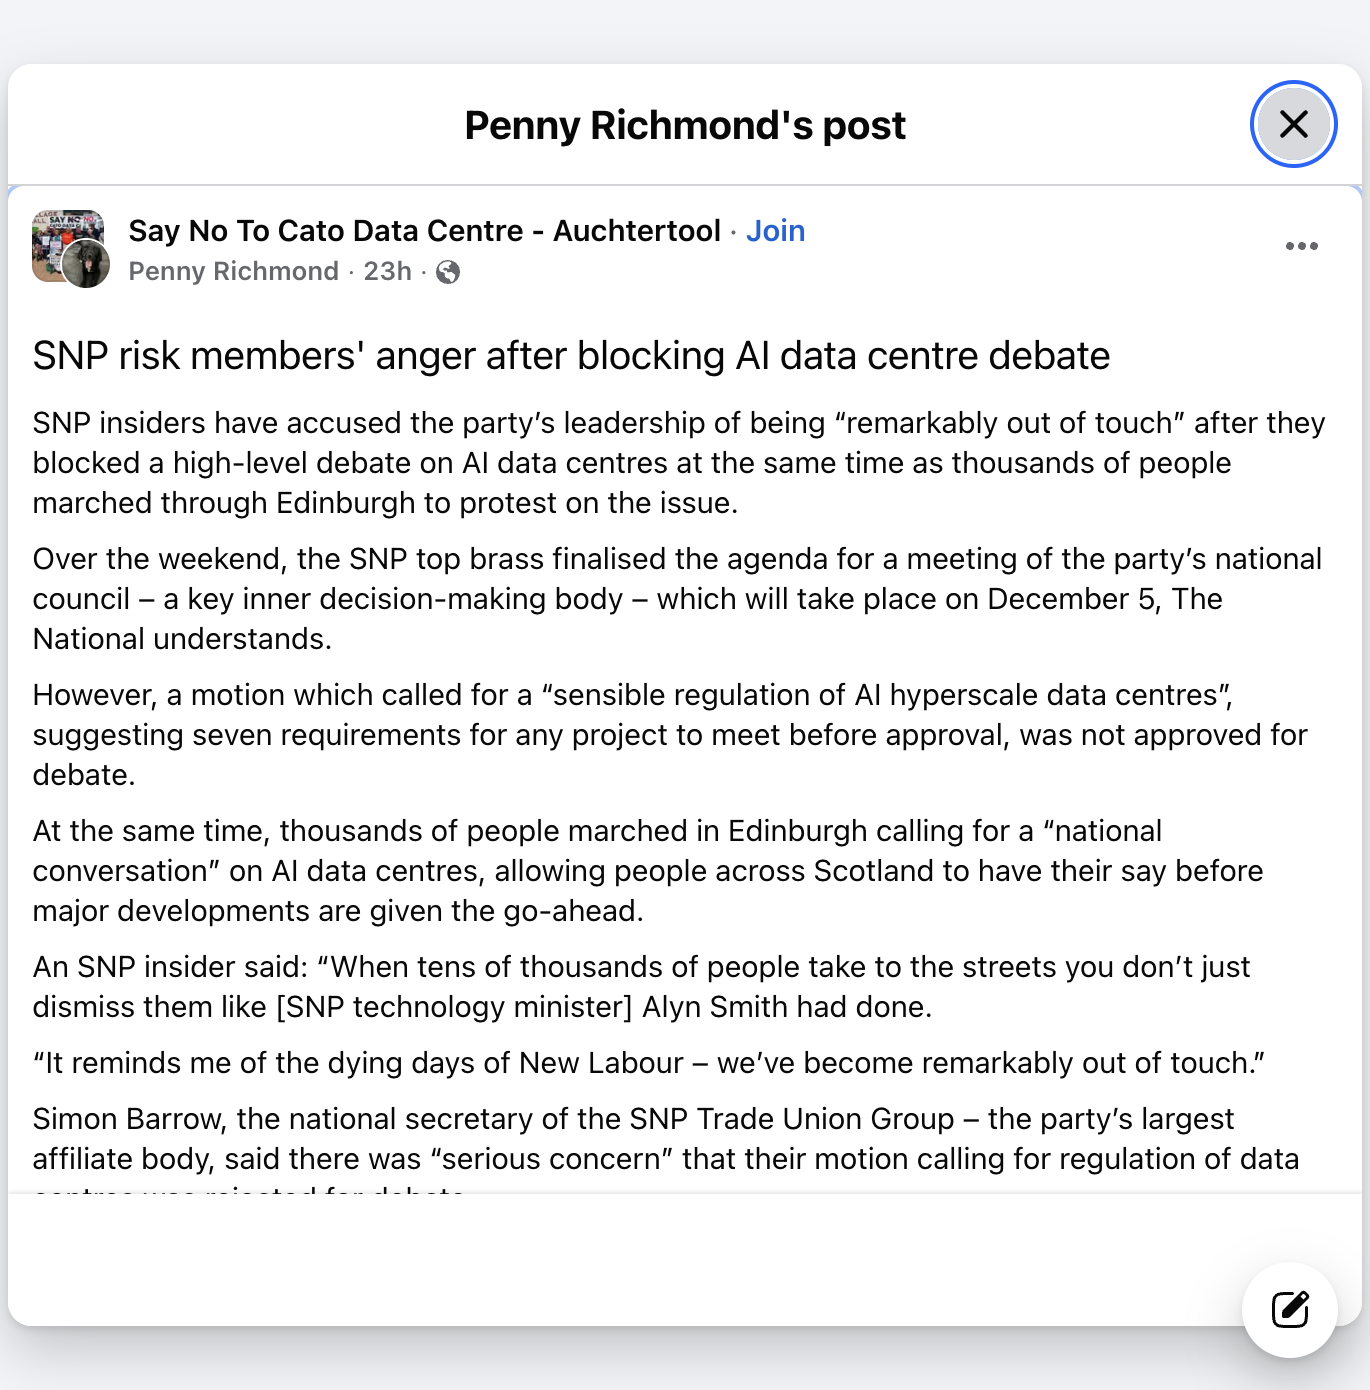 Penny Richmond's post
Say No To Cato Data Centre - Auchtertool · Join
Penny Richmond · 23h ·
SNP risk members' anger after blocking AI data centre debate
SNP insiders have accused the party’s leadership of being “remarkably out of touch” after they
blocked a high-level debate on AI data centres at the same time as thousands of people
marched through Edinburgh to protest on the issue.
Over the weekend, the SNP top brass finalised the agenda for a meeting of the party’s national
council – a key inner decision-making body – which will take place on December 5, The
National understands.
However, a motion which called for a “sensible regulation of AI hyperscale data centres”,
suggesting seven requirements for any project to meet before approval, was not approved for
debate.
At the same time, thousands of people marched in Edinburgh calling for a “national
conversation” on AI data centres, allowing people across Scotland to have their say before
major developments are given the go-ahead.
An SNP insider said: “When tens of thousands of people take to the streets you don’t just
dismiss them like [SNP technology minister] Alyn Smith had done.
“It reminds me of the dying days of New Labour – we’ve become remarkably out of touch.”
Simon Barrow, the national secretary of the SNP Trade Union Group – the party’s largest
affiliate body, said there was “serious concern” that their motion calling for regulation of data
centres was rejected for debate